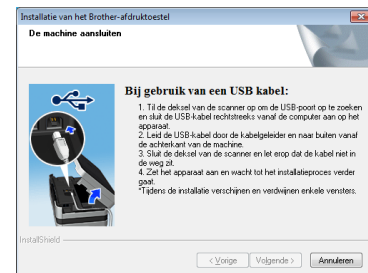 Installatie van het Brother-afdruktoestel
De machine aansluiten
Bij gebruik van een USB kabel:
1. Til de deksel van de scanner op om de USB-poort op te zoeken
en sluit de USB-kabel rechtstreeks vanaf de computer aan op het
apparaat.
2. Leid de USB-kabel door de kabelgeleider en naar buiten vanaf
de achterkant van de machine.
3. Sluit de deksel van de scanner en let erop dat de kabel niet in
de weg zit.
4. Zet het apparaat aan en wacht tot het installatieproces verder
gaat.
*Tijdens de installatie verschijnen en verdwijnen enkele vensters.
InstallShield
< Vorige
Volgende >
Annuleren